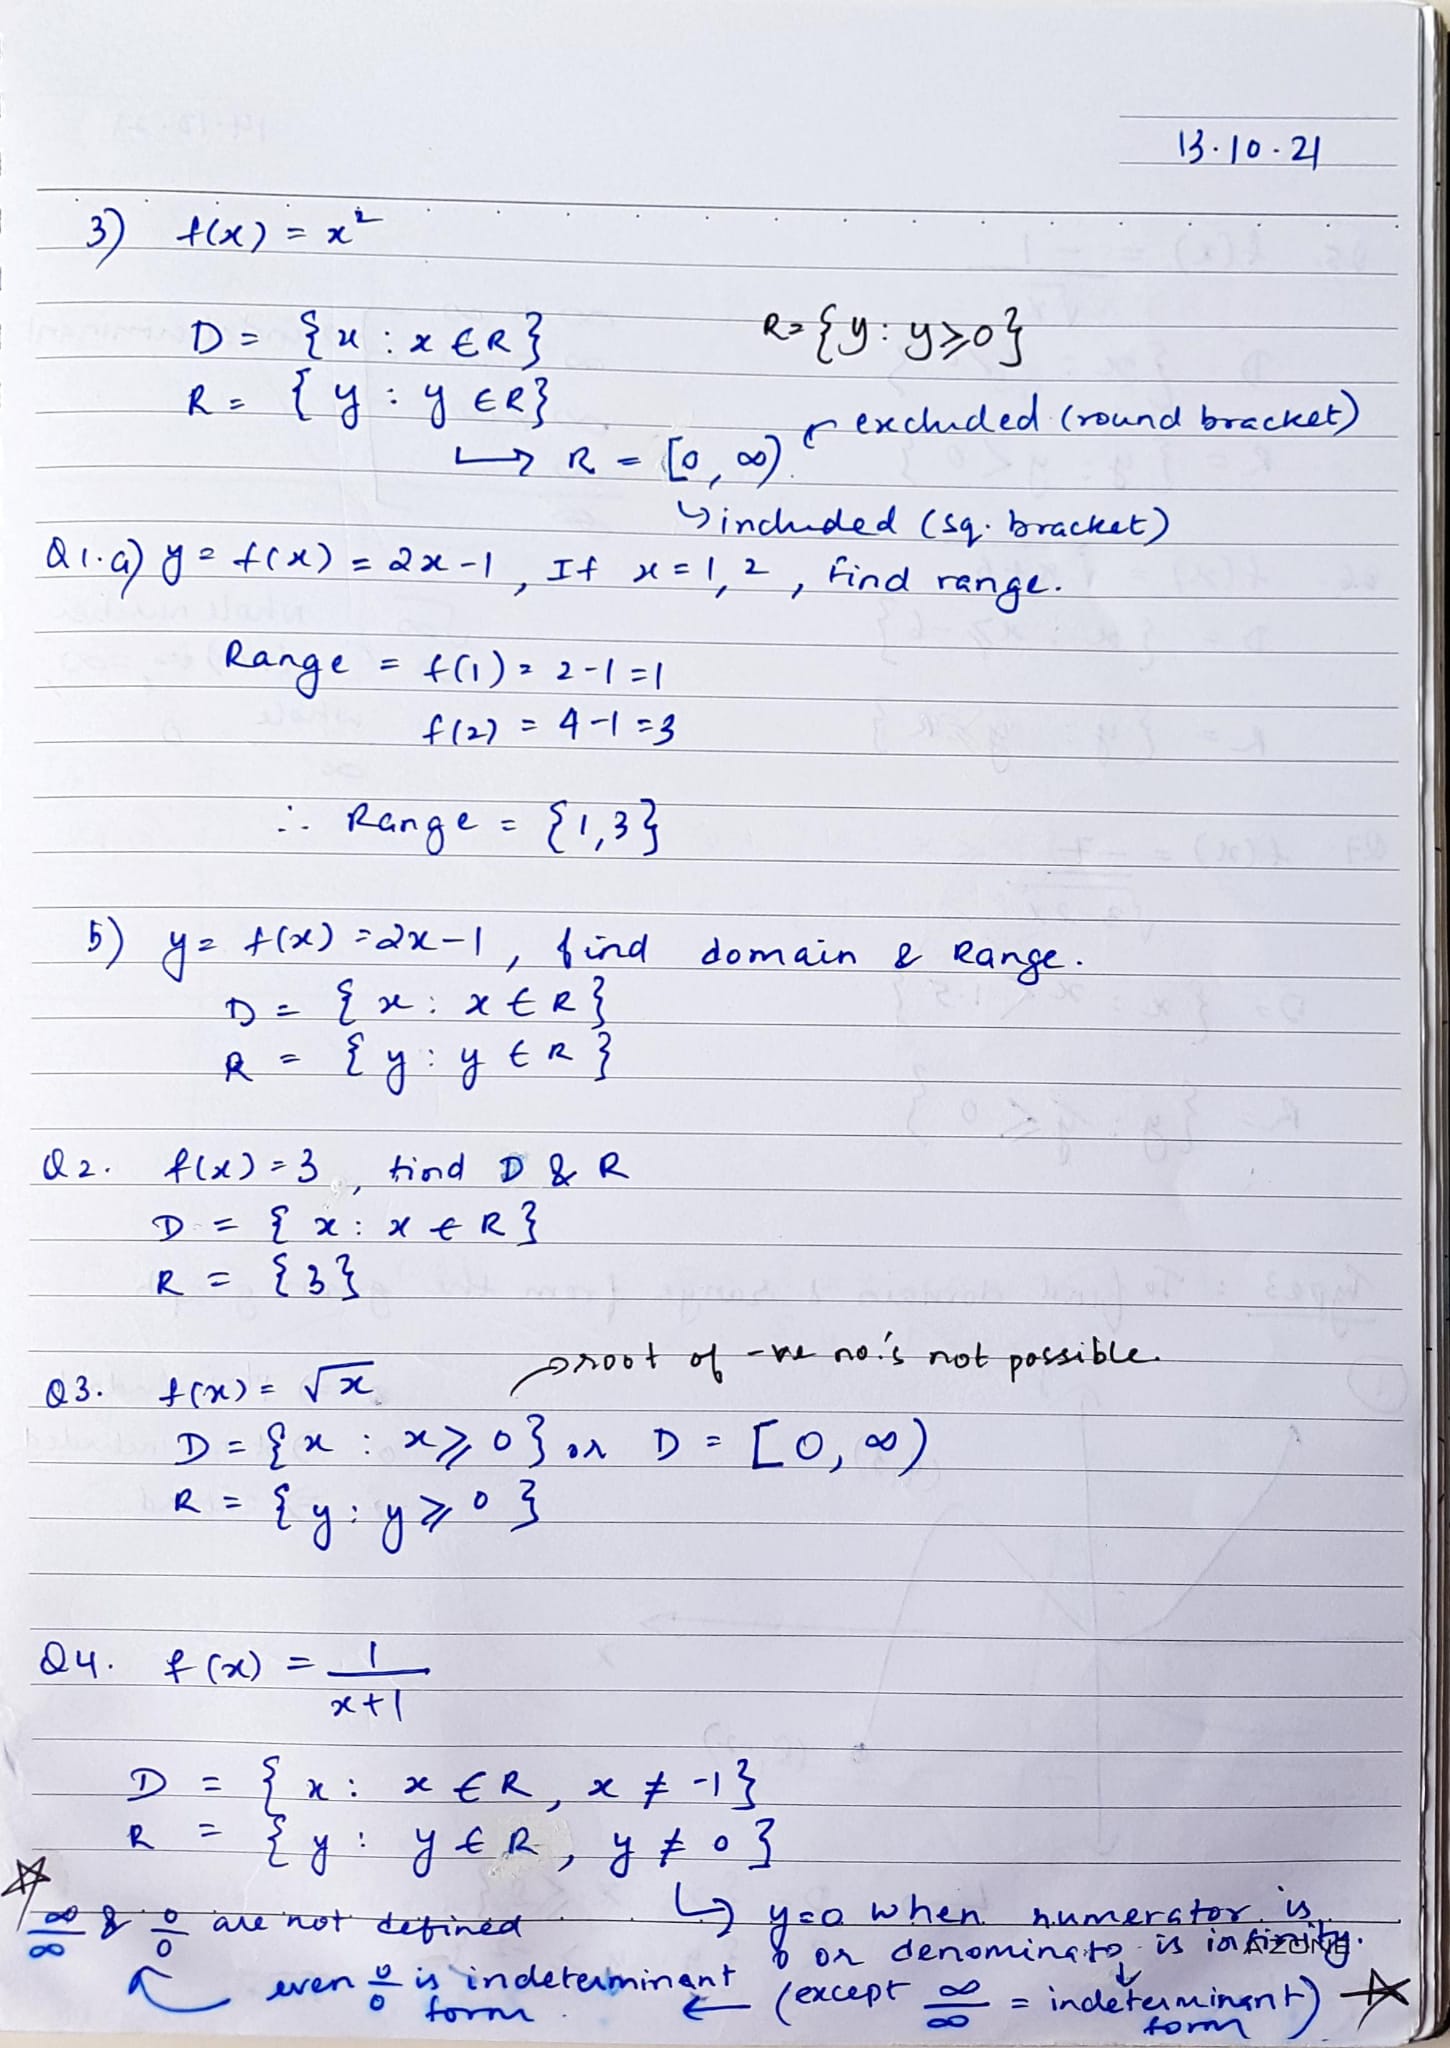 13.10.21
3) f(x) = x²
D = {x : x ∈ R} R = {y : y ⩾ 0}
R = {y : y ∈ R}
excluded (round bracket)
↳ R = [0, ∞)
↳ included (sq. bracket)
Q1. a) y = f(x) = 2x - 1, If x = 1, 2, find range.
Range = f(1) = 2 - 1 = 1
f(2) = 4 - 1 = 3
∴ Range = {1, 3}
b) y = f(x) = 2x - 1, find domain & Range.
D = {x : x ∈ R}
R = {y : y ∈ R}
Q2. f(x) = 3, find D & R
D = {x : x ∈ R}
R = {3}
→ root of -ve no.'s not possible.
Q3. f(x) = √x
D = {x : x ⩾ 0} or D = [0, ∞)
R = {y : y ⩾ 0}
Q4. f(x) = 1/(x+1)
D = {x : x ∈ R, x ≠ -1}
R = {y : y ∈ R, y ≠ 0}
↳ y=0 when numerator is
∞/∞ & 0/0 are not defined
0 or denominato is
even 0/0 is indeterminant
form.
← (except ∞/∞ = indeterminant)
form